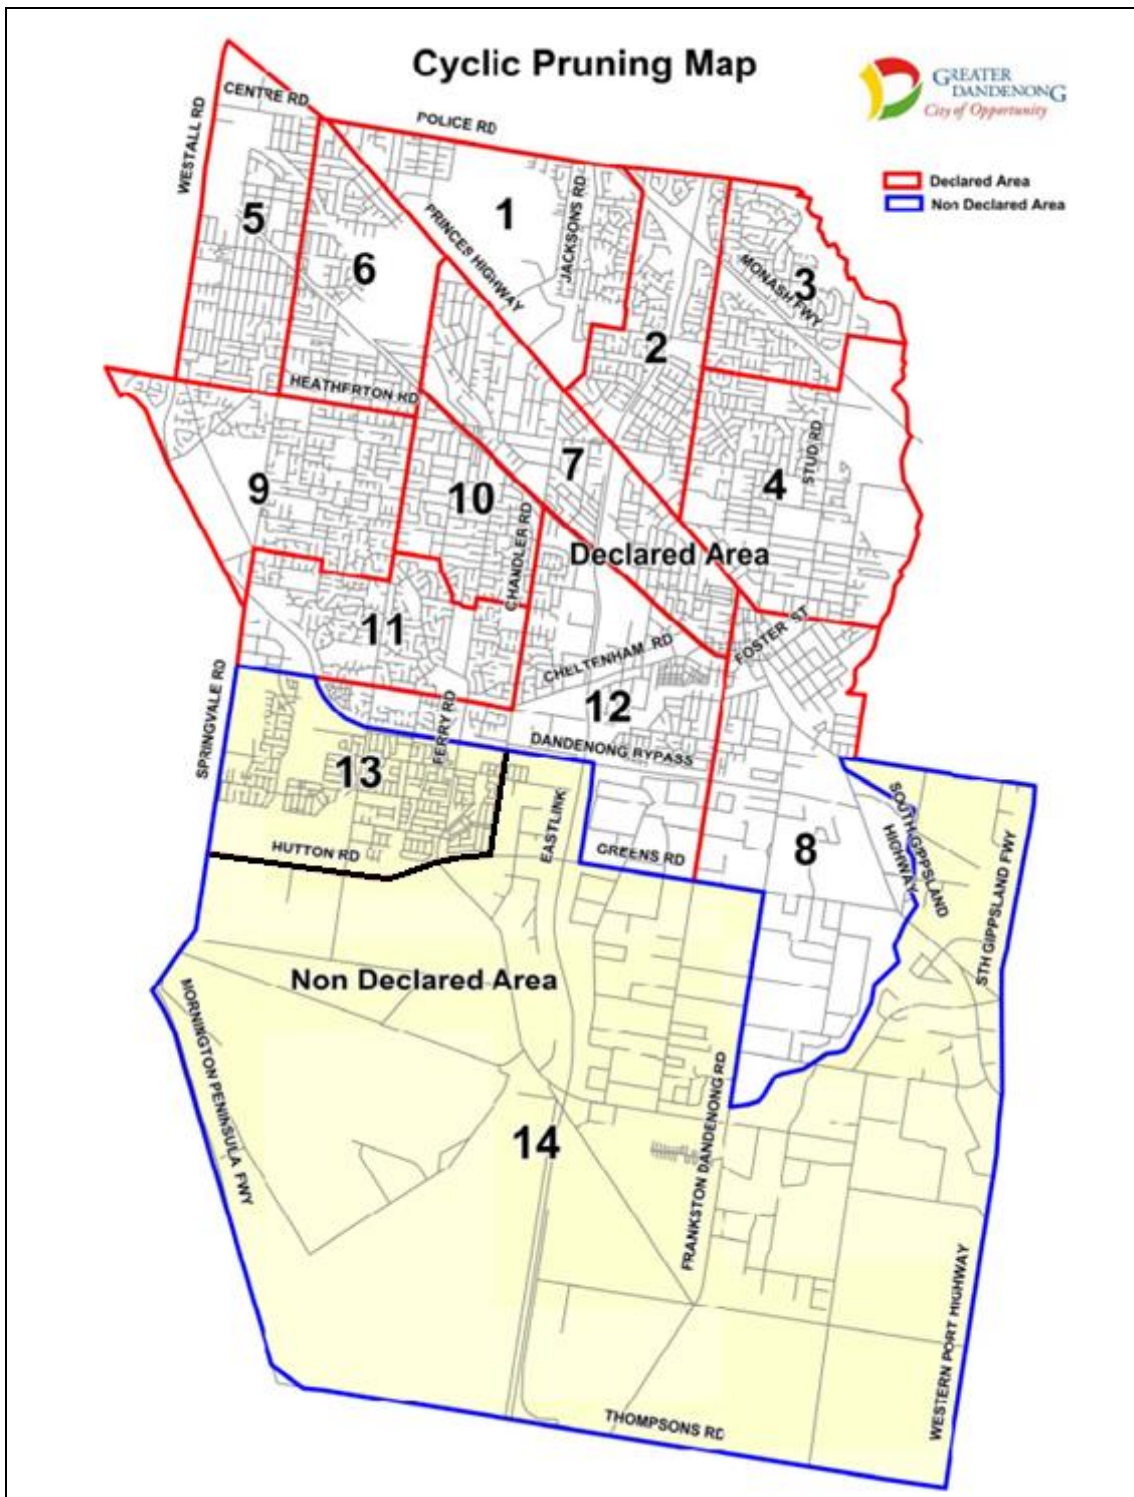 Cyclic Pruning Map
GREATER
DANDENONG
City of Opportunity
Declared Area
Non Declared Area
CENTRE RD
POLICE RD
WESTALL RD
PRINCES HIGHWAY
JACKSONS RD
MONASH FWY
1
5
6
3
2
HEATHERTON RD
STUD RD
7
9
10
4
CHANDLER RD
Declared Area
11
CHELTENHAM RD
FOSTER ST
SPRINGVALE RD
FERRY RD
12
DANDENONG BYPASS
13
EASTLINK
HUTTON RD
GREENS RD
8
SOUTH GIPPSLAND
HIGHWAY
STH GIPPSLAND FWY
Non Declared Area
MORNINGTON PENINSULA FWY
14
FRANKSTON DANDENONG RD
WESTERN PORT HIGHWAY
THOMPSONS RD